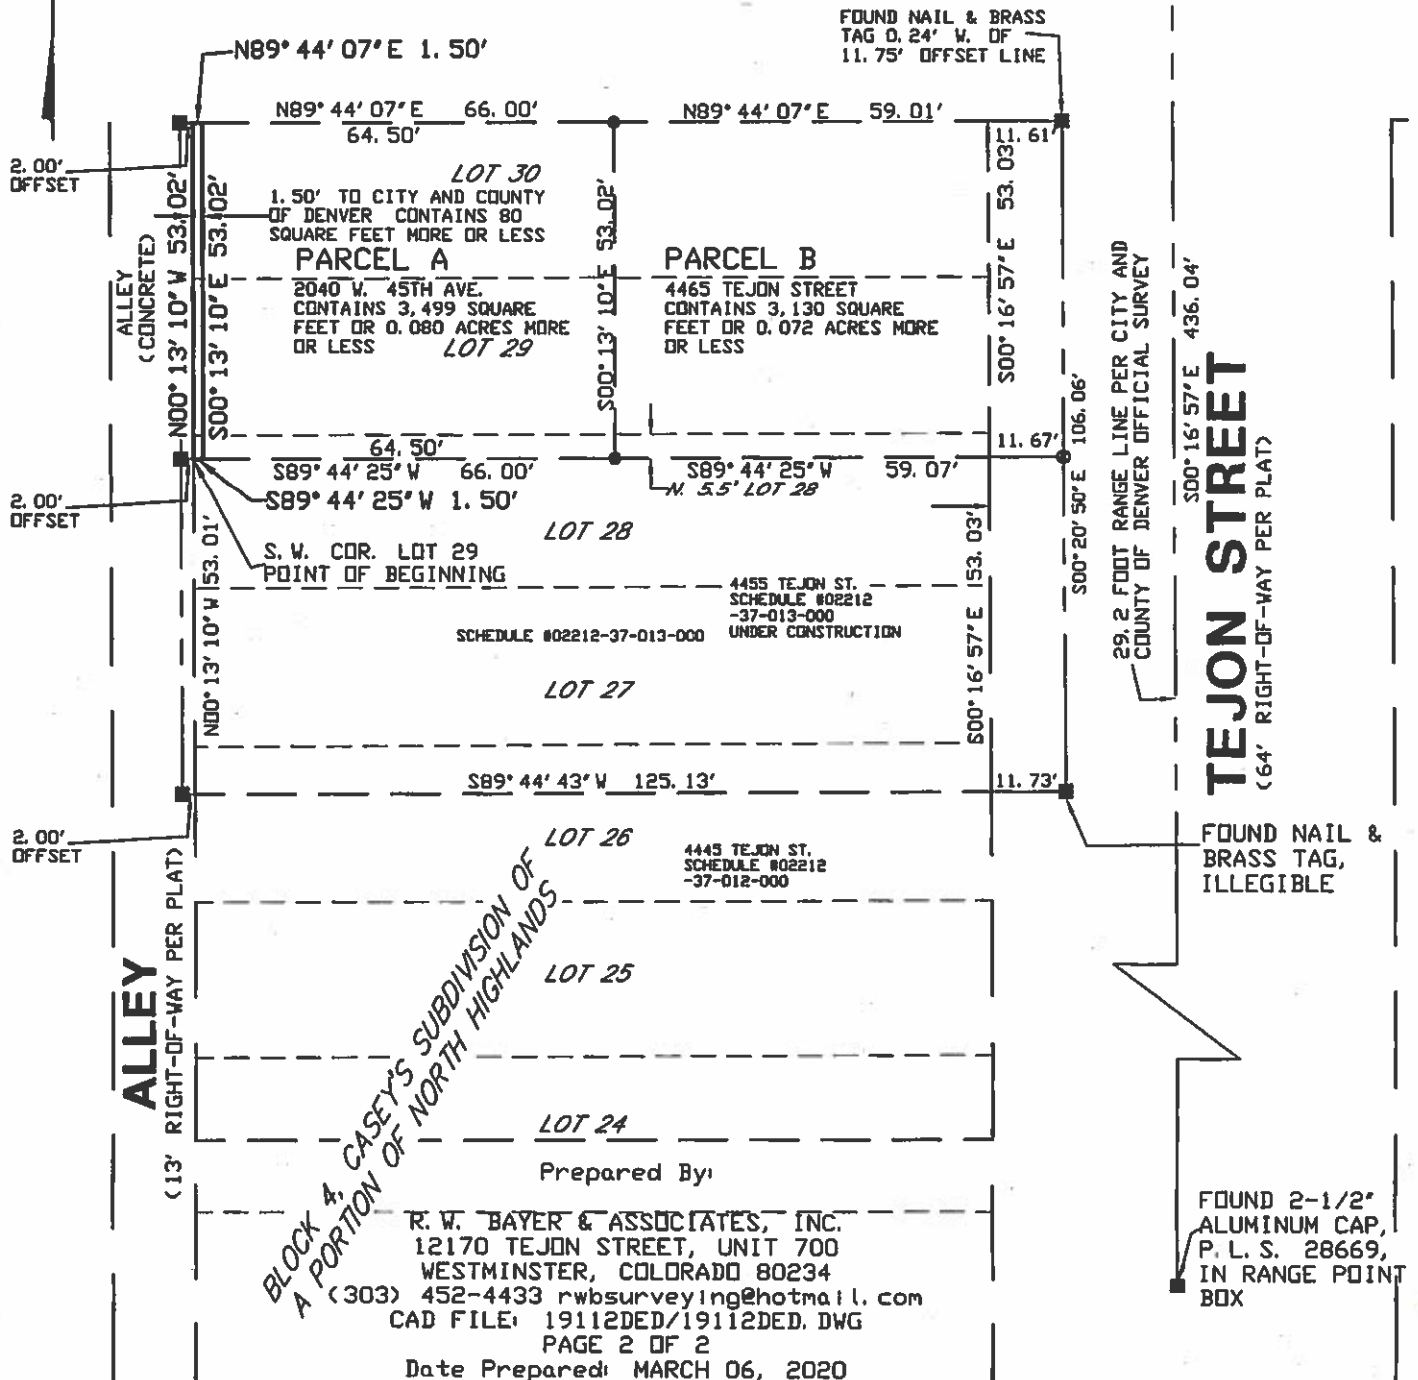 FOUND NAIL & BRASS
TAG 0.24' W. OF
11.75' OFFSET LINE
N89°44'07"E 1.50'
N89°44'07"E 66.00'
64.50'
N89°44'07"E 59.01'
11.61'
2.00'
OFFSET
LOT 30
1.50' TO CITY AND COUNTY
OF DENVER CONTAINS 80
SQUARE FEET MORE OR LESS
N00°13'10"W 53.02'
S00°13'10"E 53.02'
S00°13'10"E 53.02'
S00°16'57"E 53.03'
ALLEY
(CONCRETE)
PARCEL A
2040 W. 45TH AVE.
CONTAINS 3,499 SQUARE
FEET OR 0.080 ACRES MORE
OR LESS
LOT 29
PARCEL B
4465 TEJON STREET
CONTAINS 3,130 SQUARE
FEET OR 0.072 ACRES MORE
OR LESS
29.2 FOOT RANGE LINE PER CITY AND
COUNTY OF DENVER OFFICIAL SURVEY
S00°16'57"E 436.04'
TEJON STREET
(64' RIGHT-OF-WAY PER PLAT)
S00°20'50"E 106.06'
64.50'
S89°44'25"W 66.00'
S89°44'25"W 1.50'
11.67'
S89°44'25"W 59.07'
N. 5.5' LOT 28
2.00'
OFFSET
LOT 28
S. W. COR. LOT 29
POINT OF BEGINNING
N00°13'10"W 53.01'
S00°16'57"E 53.03'
4455 TEJON ST.
SCHEDULE #02212
-37-013-000
UNDER CONSTRUCTION
SCHEDULE #02212-37-013-000
LOT 27
S89°44'43"W 125.13'
11.73'
2.00'
OFFSET
LOT 26
4445 TEJON ST.
SCHEDULE #02212
-37-012-000
FOUND NAIL &
BRASS TAG,
ILLEGIBLE
ALLEY
(13' RIGHT-OF-WAY PER PLAT)
BLOCK 4, CASEY'S SUBDIVISION OF
A PORTION OF NORTH HIGHLANDS
LOT 25
LOT 24
Prepared By:
R. W. BAYER & ASSOCIATES, INC.
12170 TEJON STREET, UNIT 700
WESTMINSTER, COLORADO 80234
(303) 452-4433 rwbsurveying@hotmail.com
CAD FILE: 19112DED/19112DED.DWG
PAGE 2 OF 2
Date Prepared: MARCH 06, 2020
FOUND 2-1/2"
ALUMINUM CAP,
P.L.S. 28669,
IN RANGE POINT
BOX